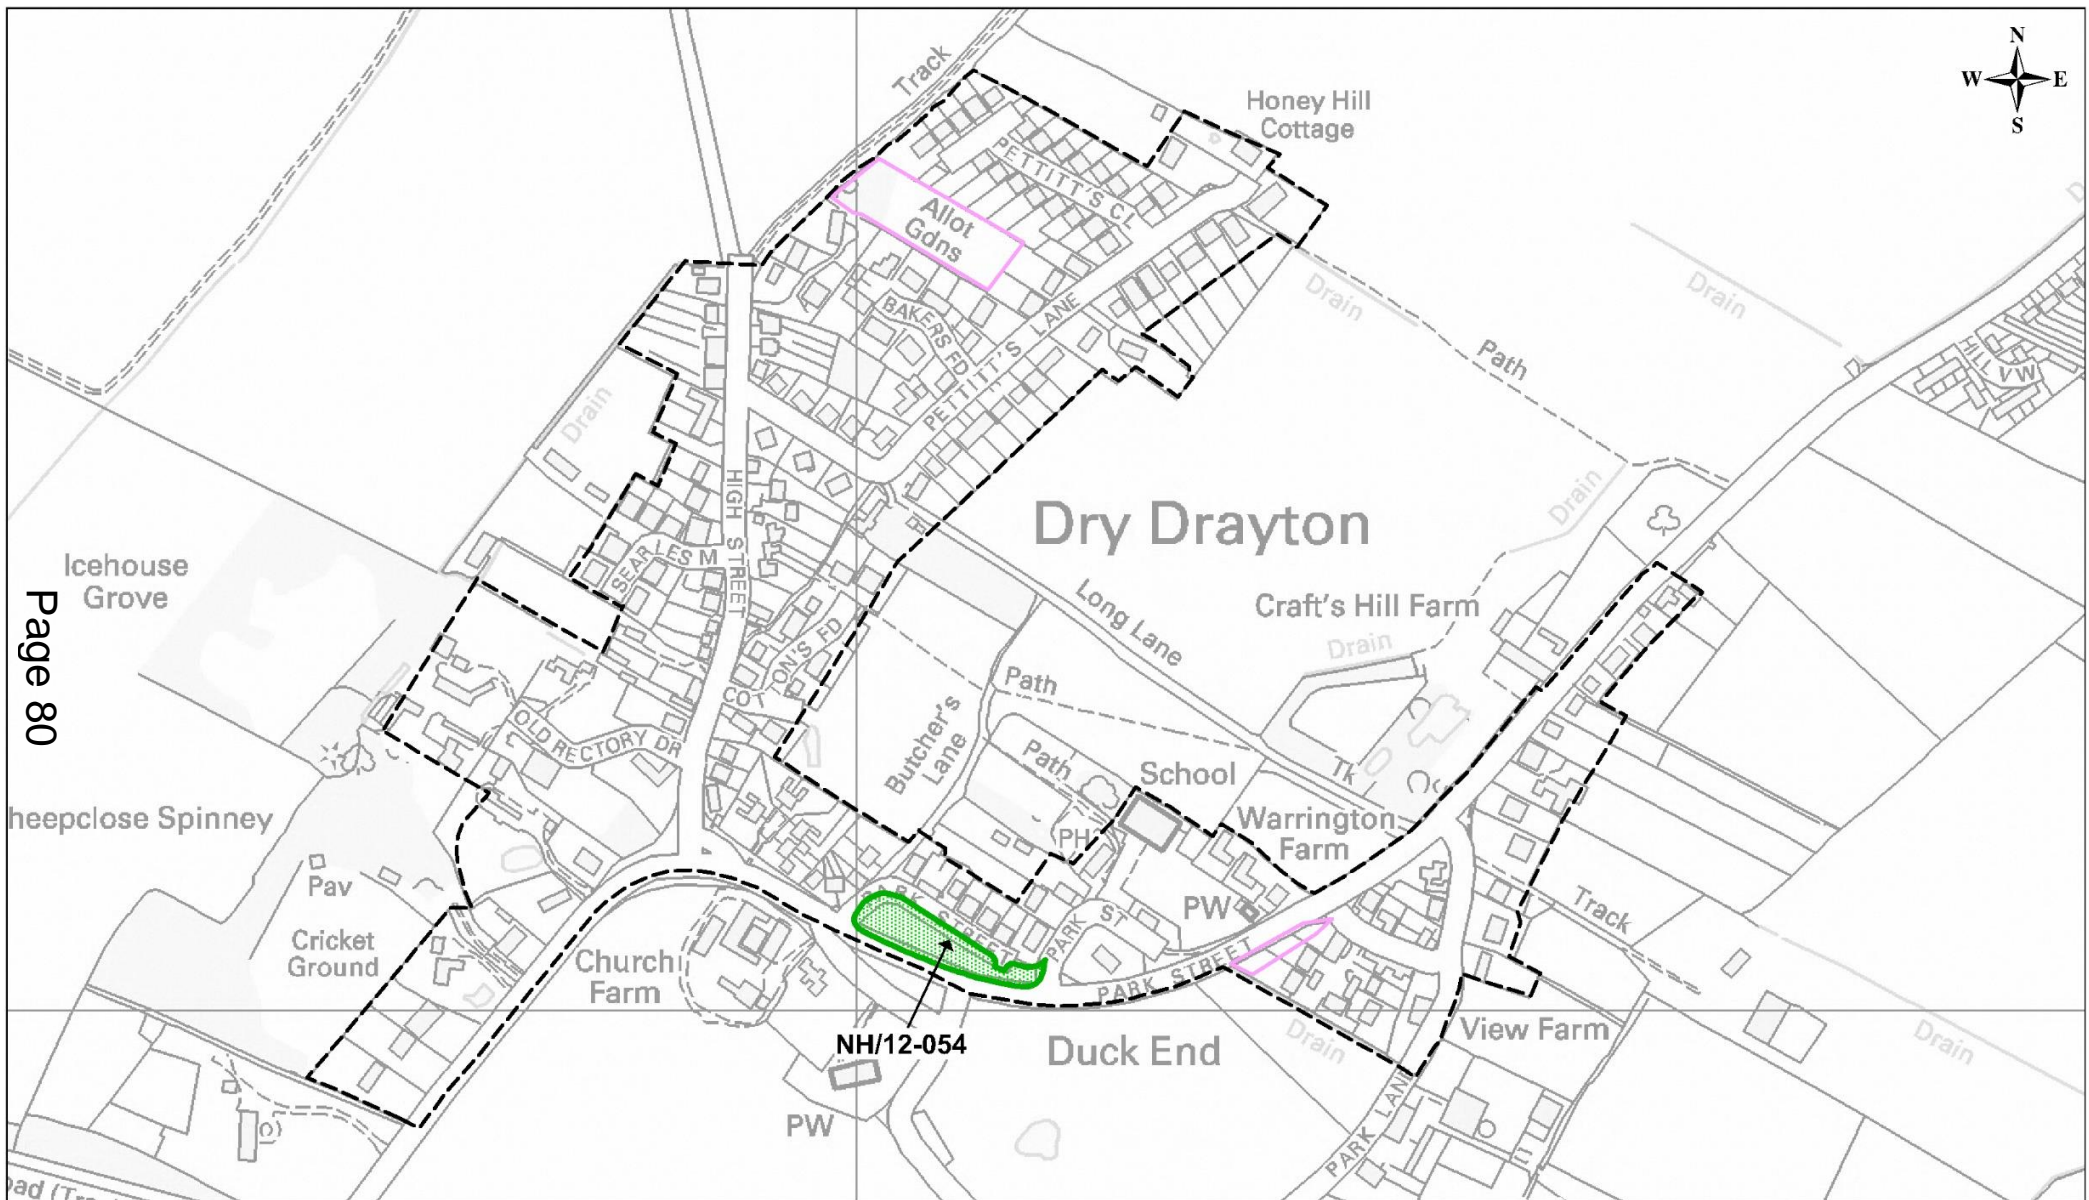 N
W E
S
Track
Honey Hill
Cottage
PETTITT'S CL
Allot
Gdns
Drain
Drain
BAKERS FD
PETTITT'S LANE
Path
HILL VW
Drain
HIGH STREET
Drain
Dry Drayton
SEARLES M
Icehouse
Grove
Long Lane
Craft's Hill Farm
Drain
COTTON'S FD
Path
OLD RECTORY DR
Butcher's
Lane
Path
School
Tk
Page 80
heepclose Spinney
PH
Warrington
Farm
Pav
PARK STREET
PARK ST
PW
Track
Cricket
Ground
Church
Farm
PARK STREET
NH/12-054
Duck End
Drain
View Farm
Drain
PW
PARK LANE